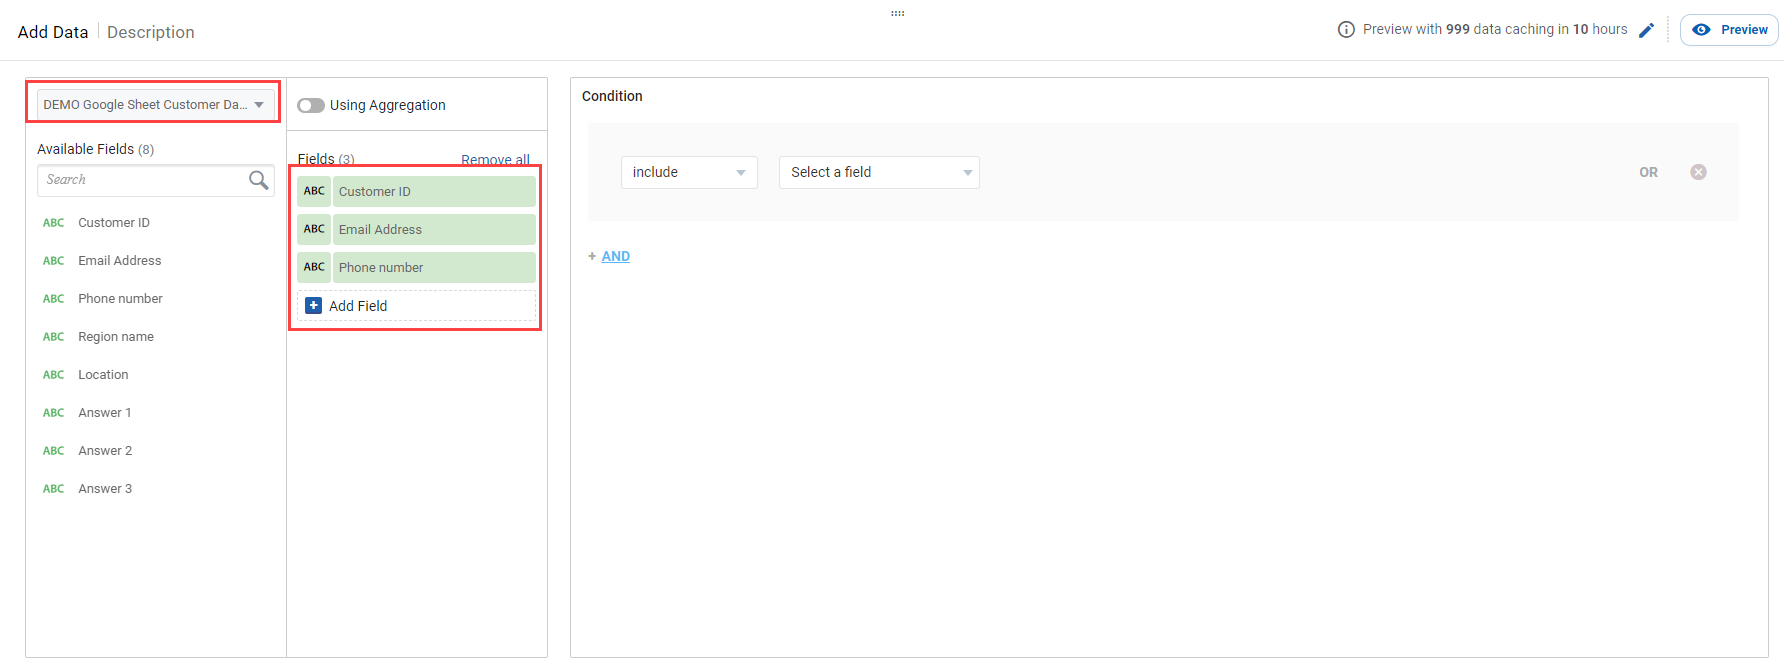 Add Data | Description
Preview with 999 data caching in 10 hours
Preview
DEMO Google Sheet Customer Da...
Available Fields (8)
Search
ABC Customer ID
ABC Email Address
ABC Phone number
ABC Region name
ABC Location
ABC Answer 1
ABC Answer 2
ABC Answer 3
Using Aggregation
Fields (3) Remove all
ABC Customer ID
ABC Email Address
ABC Phone number
+ Add Field
Condition
include Select a field OR
+ AND